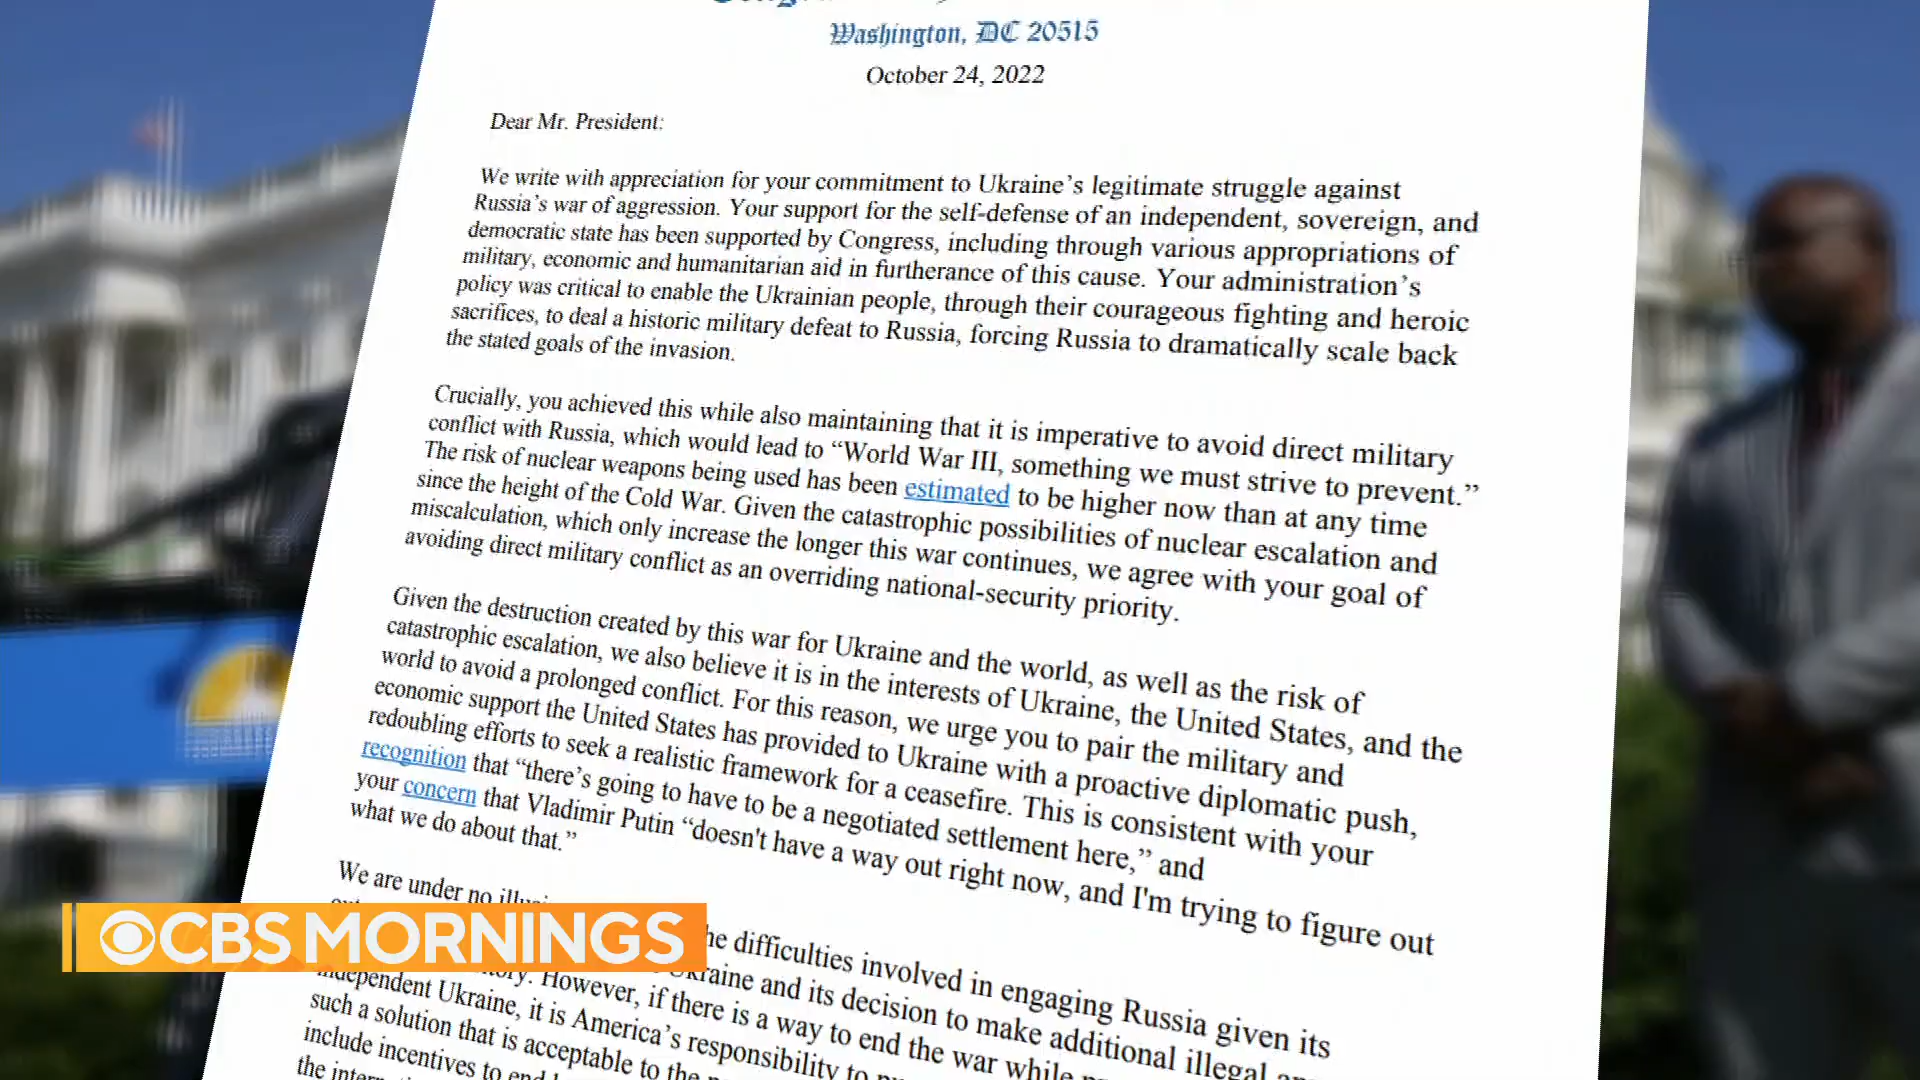 Washington, DC 20515
October 24, 2022
Dear Mr. President:
We write with appreciation for your commitment to Ukraine’s legitimate struggle against
Russia’s war of aggression. Your support for the self-defense of an independent, sovereign, and
democratic state has been supported by Congress, including through various appropriations of
military, economic and humanitarian aid in furtherance of this cause. Your administration’s
policy was critical to enable the Ukrainian people, through their courageous fighting and heroic
sacrifices, to deal a historic military defeat to Russia, forcing Russia to dramatically scale back
the stated goals of the invasion.
Crucially, you achieved this while also maintaining that it is imperative to avoid direct military
conflict with Russia, which would lead to “World War III, something we must strive to prevent.”
The risk of nuclear weapons being used has been estimated to be higher now than at any time
since the height of the Cold War. Given the catastrophic possibilities of nuclear escalation and
miscalculation, which only increase the longer this war continues, we agree with your goal of
avoiding direct military conflict as an overriding national-security priority.
Given the destruction created by this war for Ukraine and the world, as well as the risk of
catastrophic escalation, we also believe it is in the interests of Ukraine, the United States, and the
world to avoid a prolonged conflict. For this reason, we urge you to pair the military and
economic support the United States has provided to Ukraine with a proactive diplomatic push,
redoubling efforts to seek a realistic framework for a ceasefire. This is consistent with your
recognition that “there’s going to have to be a negotiated settlement here,” and
your concern that Vladimir Putin “doesn't have a way out right now, and I'm trying to figure out
what we do about that.”
We are under no difficulties involved in engaging Russia given its
Ukraine and its decision to make additional illegal
However, if there is a way to end the war while
independent Ukraine, it is America’s responsibility to
such a solution that is acceptable to the
include incentives to end
the
CBS MORNINGS